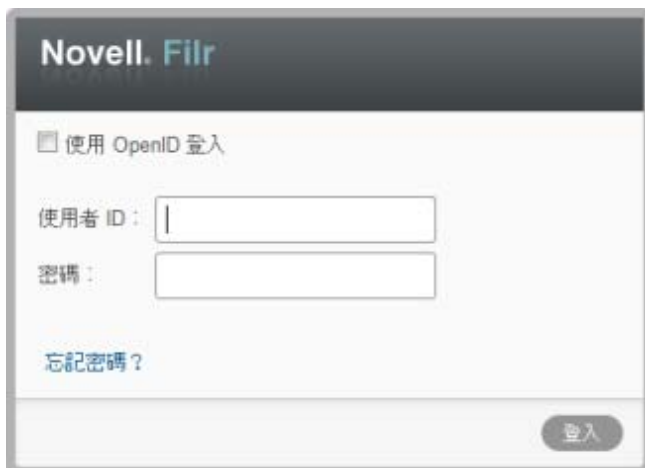 Novell. Filr
使用 OpenID 登入
使用者 ID：
密碼：
忘記密碼？
登入